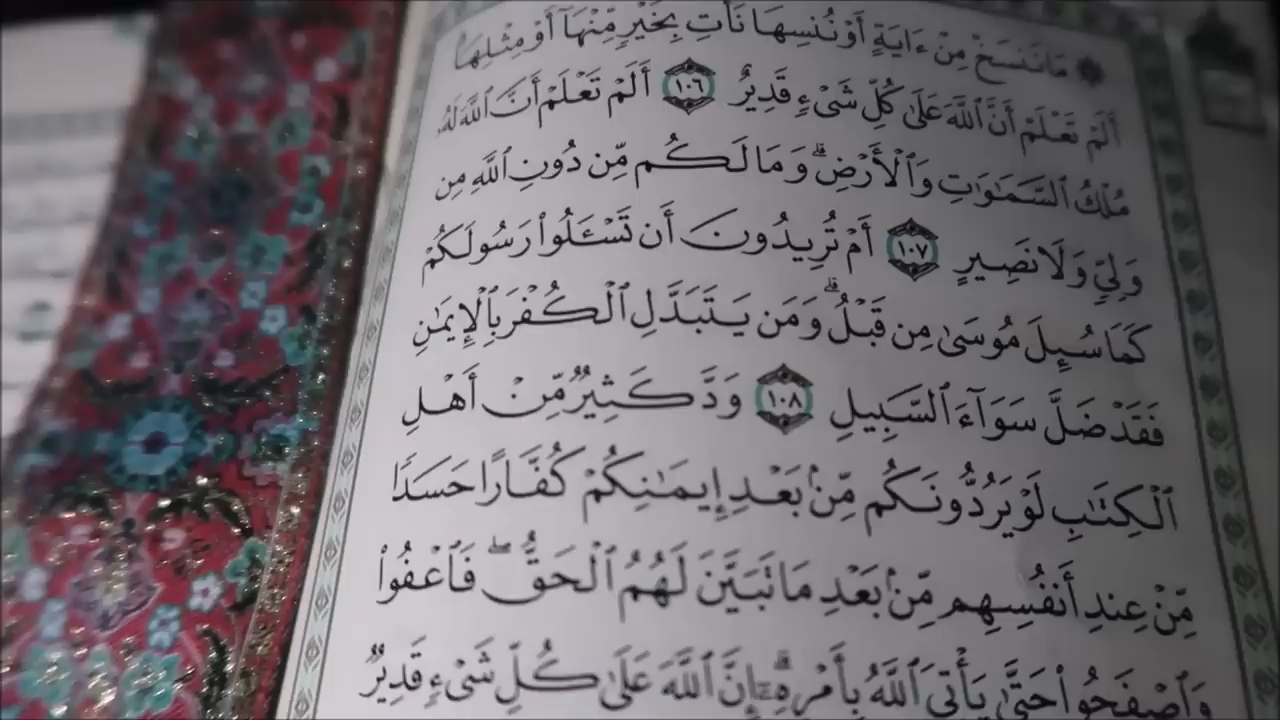 ۞ مَا نَنسَخْ مِنْ ءَايَةٍ أَوْ نُنسِهَا نَأْتِ بِخَيْرٍ مِّنْهَآ أَوْ مِثْلِهَآ
أَلَمْ تَعْلَمْ أَنَّ ٱللَّهَ عَلَىٰ كُلِّ شَىْءٍ قَدِيرٌ ١٠٦ أَلَمْ تَعْلَمْ أَنَّ ٱللَّهَ لَهُۥ
مُلْكُ ٱلسَّمَٰوَٰتِ وَٱلْأَرْضِ ۗ وَمَا لَكُم مِّن دُونِ ٱللَّهِ مِن
وَلِىٍّ وَلَا نَصِيرٍ ١٠٧ أَمْ تُرِيدُونَ أَن تَسْـَٔلُوا۟ رَسُولَكُمْ
كَمَا سُئِلَ مُوسَىٰ مِن قَبْلُ ۗ وَمَن يَتَبَدَّلِ ٱلْكُفْرَ بِٱلْإِيمَٰنِ
فَقَدْ ضَلَّ سَوَآءَ ٱلسَّبِيلِ ١٠٨ وَدَّ كَثِيرٌ مِّنْ أَهْلِ
ٱلْكِتَٰبِ لَوْ يَرُدُّونَكُم مِّنۢ بَعْدِ إِيمَٰنِكُمْ كُفَّارًا حَسَدًا
مِّنْ عِندِ أَنفُسِهِم مِّنۢ بَعْدِ مَا تَبَيَّنَ لَهُمُ ٱلْحَقُّ ۖ فَٱعْفُوا۟
وَٱصْفَحُوا۟ حَتَّىٰ يَأْتِىَ ٱللَّهُ بِأَمْرِهِۦٓ ۗ إِنَّ ٱللَّهَ عَلَىٰ كُلِّ شَىْءٍ قَدِيرٌ